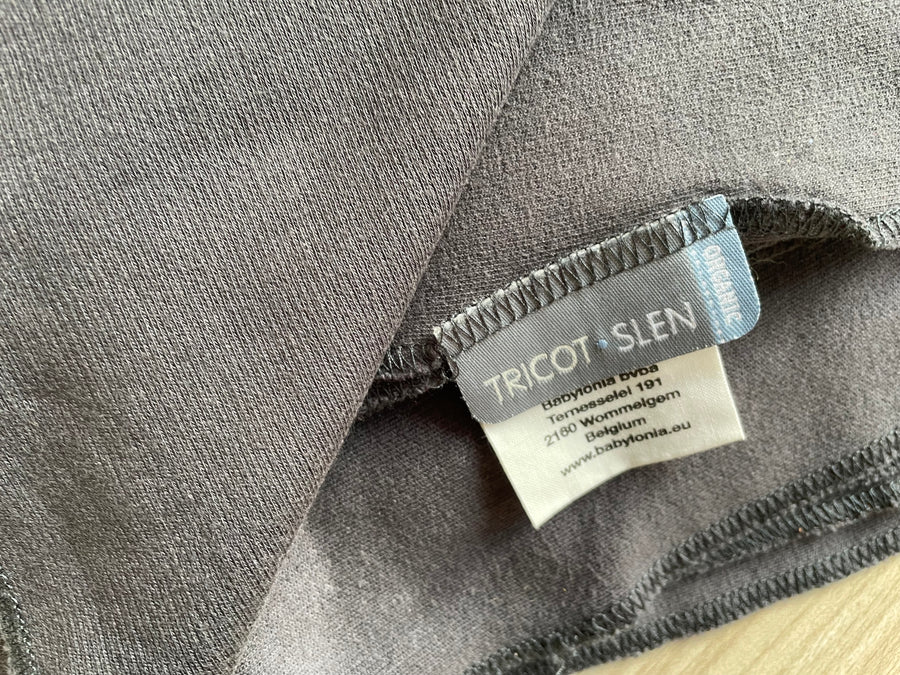 ORGANIC
TRICOT · SLEN
Babylonia bvba
Ternesselei 191
2160 Wommelgem
Belgium
www.babylonia.eu